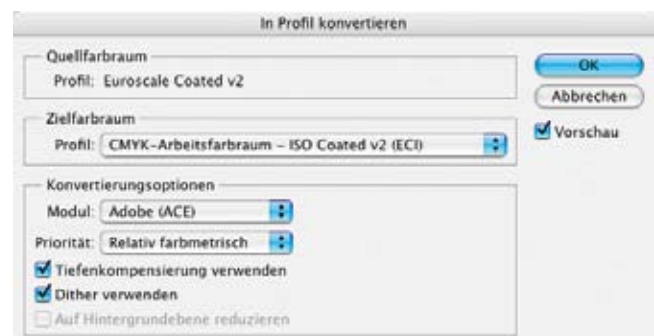 In Profil konvertieren
Quellfarbraum
Profil: Euroscale Coated v2
OK
Abbrechen
Vorschau
Zielfarbraum
Profil: CMYK-Arbeitsfarbraum – ISO Coated v2 (ECI)
Konvertierungsoptionen
Modul: Adobe (ACE)
Priorität: Relativ farbmetrisch
Tiefenkompensierung verwenden
Dither verwenden
Auf Hintergrundebene reduzieren